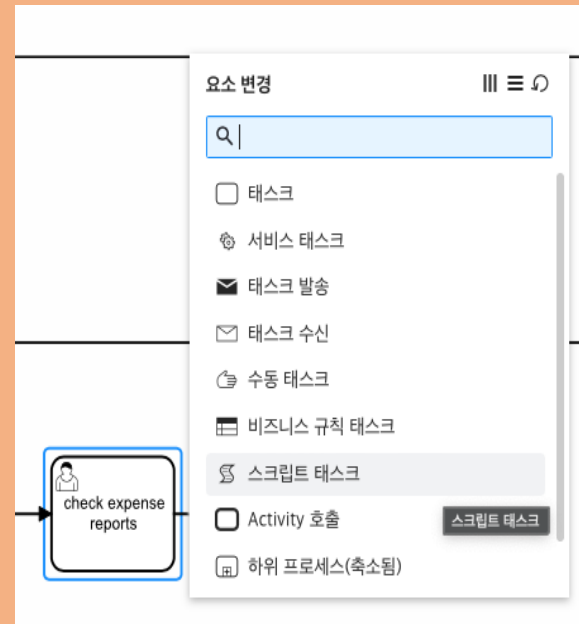 요소 변경
태스크
서비스 태스크
태스크 발송
태스크 수신
수동 태스크
비즈니스 규칙 태스크
스크립트 태스크
Activity 호출
스크립트 태스크
하위 프로세스(축소됨)
check expense
reports